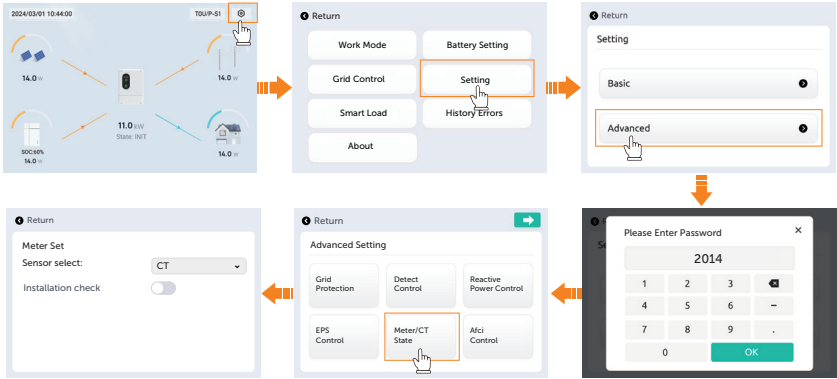 2024/03/01 10:44:00
TOU/P-S1
14.0 W
14.0 W
11.0 kW
State: INIT
SOC:60%
14.0 W
14.0 W
Return
Work Mode
Battery Setting
Grid Control
Setting
Smart Load
History Errors
About
Return
Setting
Basic
Advanced
Return
Meter Set
Sensor select:
CT
Installation check
Return
Advanced Setting
Grid
Protection
Detect
Control
Reactive
Power Control
EPS
Control
Meter/CT
State
Afci
Control
Please Enter Password
×
2014
1 2 3
4 5 6 –
7 8 9 .
0 OK